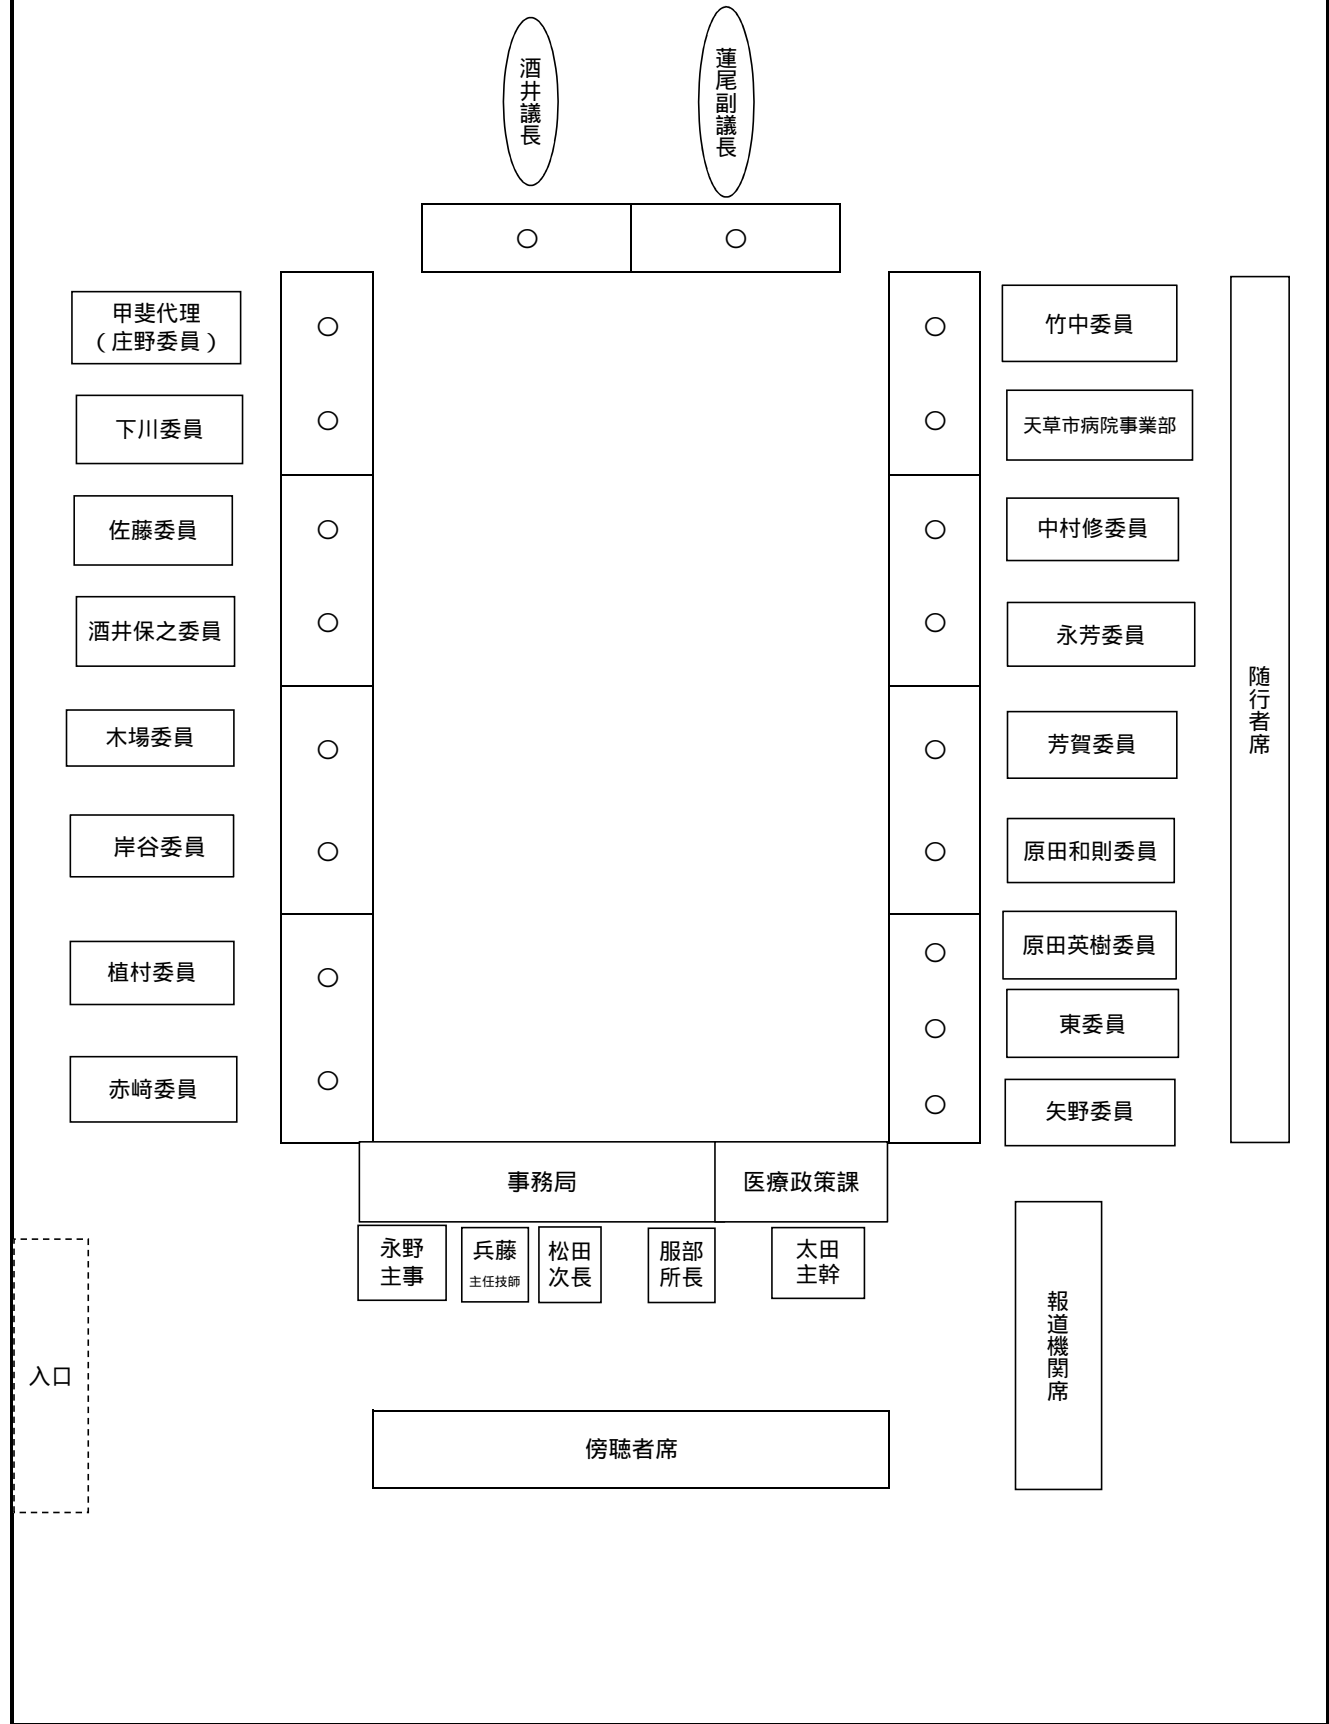 酒井議長
蓮尾副議長
甲斐代理
（庄野委員）
竹中委員
下川委員
天草市病院事業部
佐藤委員
中村修委員
酒井保之委員
永芳委員
木場委員
芳賀委員
岸谷委員
原田和則委員
植村委員
原田英樹委員
東委員
赤﨑委員
矢野委員
随行者席
事務局
医療政策課
永野
主事
兵藤
主任技師
松田
次長
服部
所長
太田
主幹
報道機関席
入口
傍聴者席